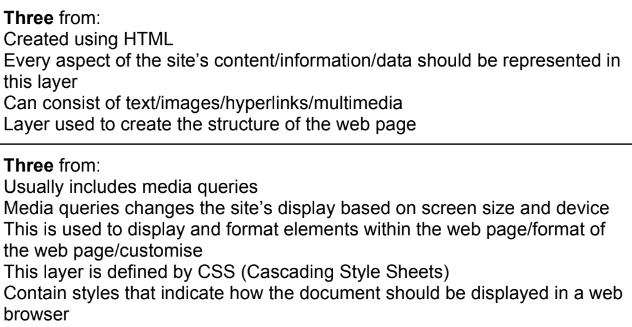 Three from:
Created using HTML
Every aspect of the site's content/information/data should be represented in
this layer
Can consist of text/images/hyperlinks/multimedia
Layer used to create the structure of the web page
Three from:
Usually includes media queries
Media queries changes the site's display based on screen size and device
This is used to display and format elements within the web page/format of
the web page/customise
This layer is defined by CSS (Cascading Style Sheets)
Contain styles that indicate how the document should be displayed in a web
browser